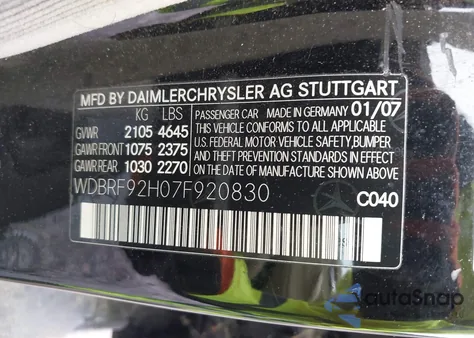 MFD BY DAIMLERCHRYSLER AG STUTTGART
KG LBS
GVWR 2105 4645
GAWR FRONT 1075 2375
GAWR REAR 1030 2270
PASSENGER CAR MADE IN GERMANY 01/07
THIS VEHICLE CONFORMS TO ALL APPLICABLE
U.S. FEDERAL MOTOR VEHICLE SAFETY,BUMPER
AND THEFT PREVENTION STANDARDS IN EFFECT
ON THE DATE OF MANUFACTURE SHOWN ABOVE.
WDBRF92H07F920830
C040
autoSnap